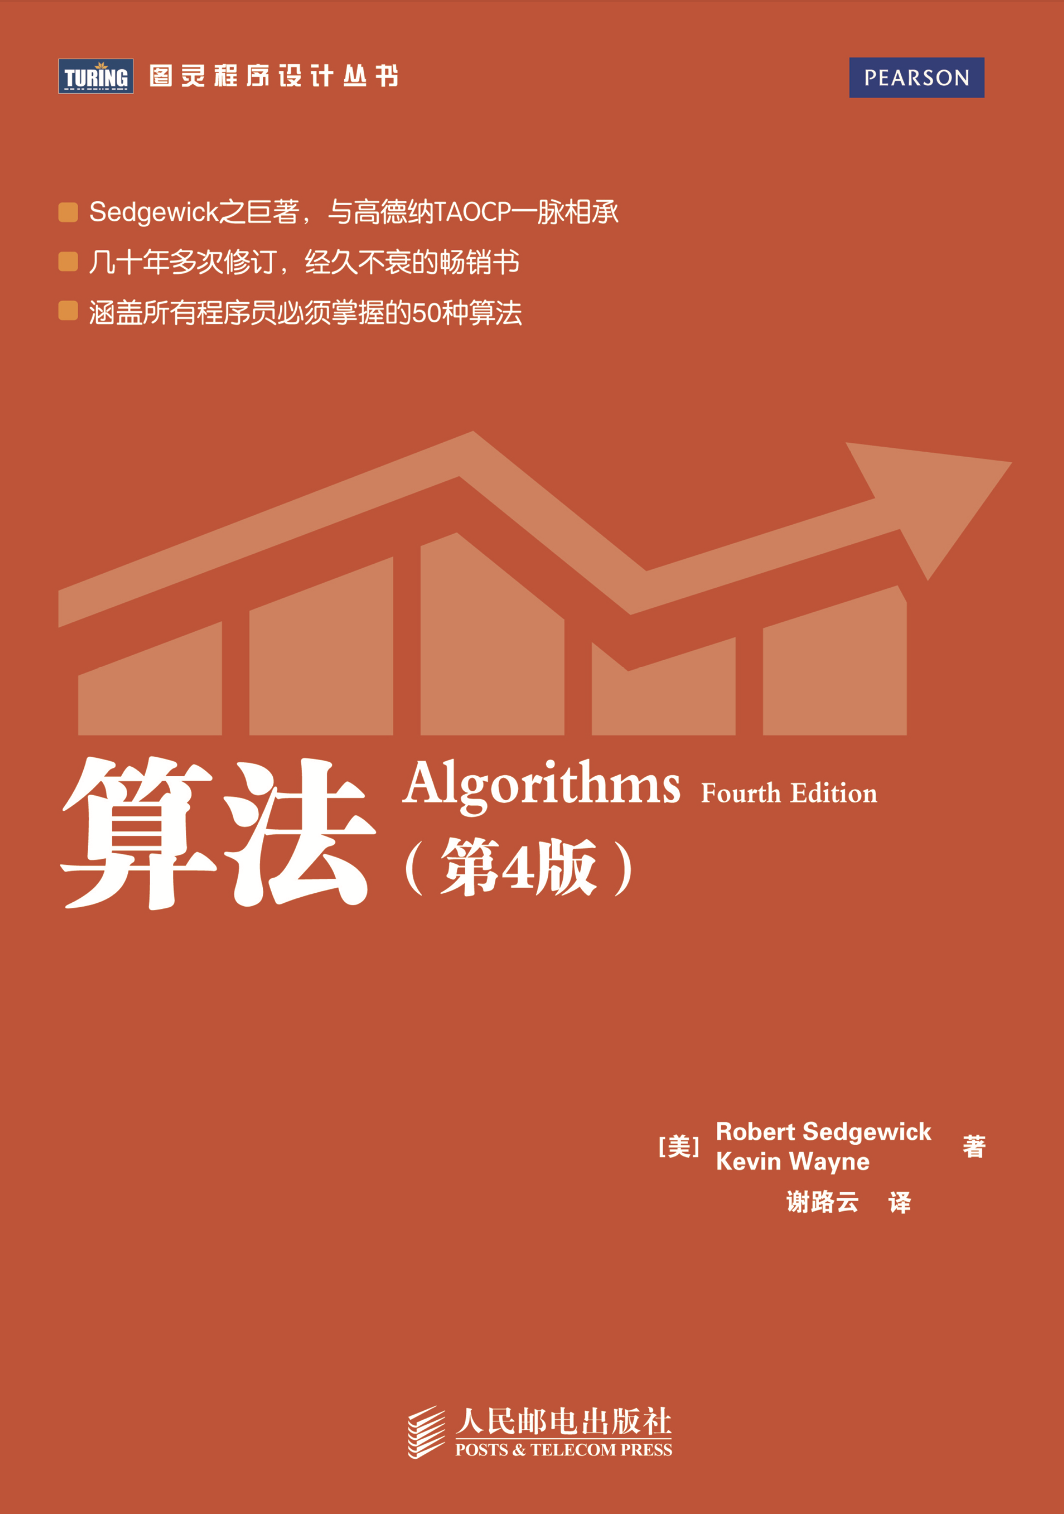 TURING 图灵程序设计丛书
PEARSON
Sedgewick之巨著，与高德纳TAOCP一脉相承
几十年多次修订，经久不衰的畅销书
涵盖所有程序员必须掌握的50种算法
算法
Algorithms Fourth Edition
（第4版）
[美] Robert Sedgewick
Kevin Wayne 著
谢路云 译
人民邮电出版社
POSTS & TELECOM PRESS